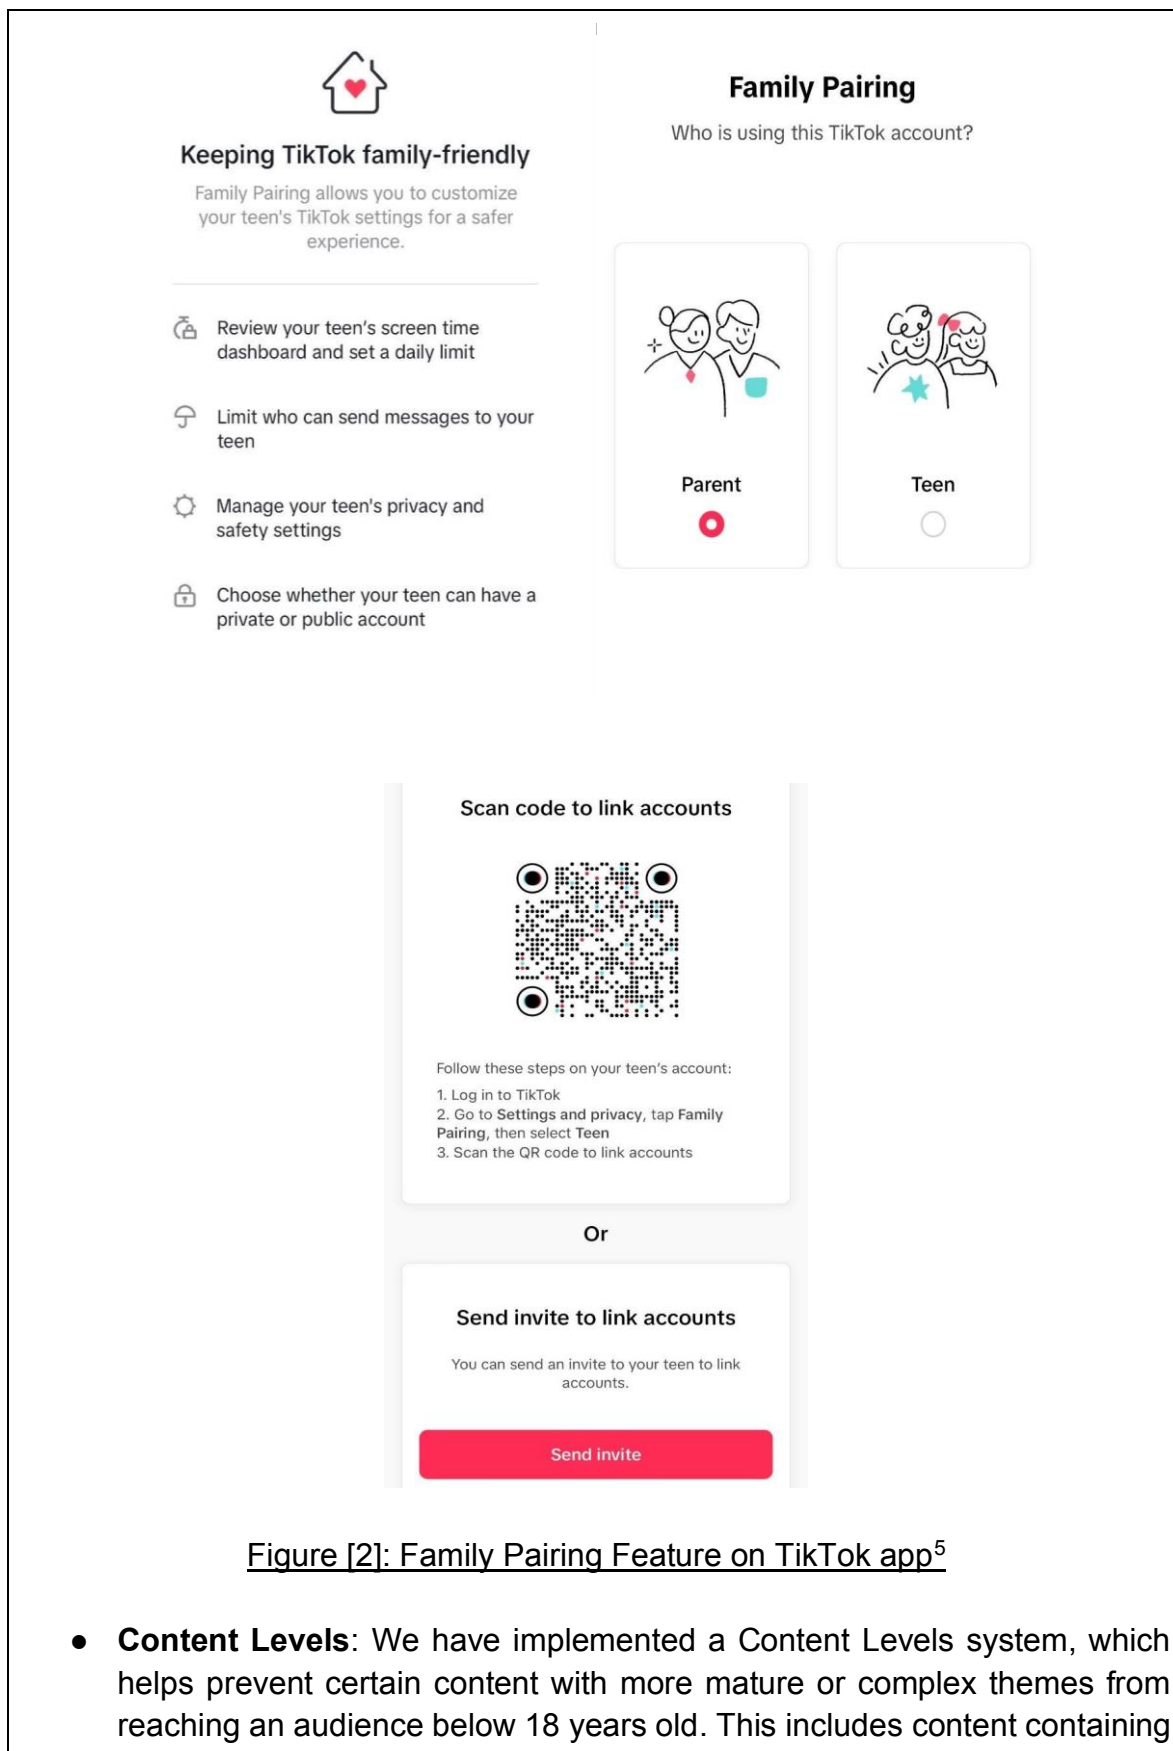 Keeping TikTok family-friendly
Family Pairing allows you to customize
your teen's TikTok settings for a safer
experience.
Review your teen's screen time
dashboard and set a daily limit
Limit who can send messages to your
teen
Manage your teen's privacy and
safety settings
Choose whether your teen can have a
private or public account
Family Pairing
Who is using this TikTok account?
Parent
Teen
Scan code to link accounts
Follow these steps on your teen's account:
1. Log in to TikTok
2. Go to Settings and privacy, tap Family
Pairing, then select Teen
3. Scan the QR code to link accounts
Or
Send invite to link accounts
You can send an invite to your teen to link
accounts.
Send invite
Figure [2]: Family Pairing Feature on TikTok app⁵
● Content Levels: We have implemented a Content Levels system, which
helps prevent certain content with more mature or complex themes from
reaching an audience below 18 years old. This includes content containing